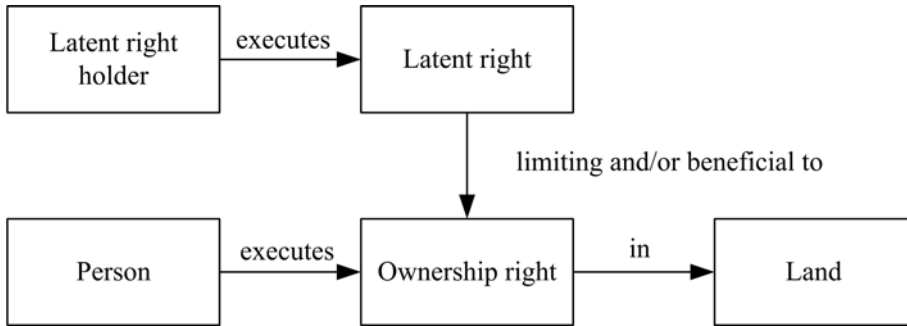 Latent right
holder
executes
Latent right
limiting and/or beneficial to
Person
executes
Ownership right
in
Land